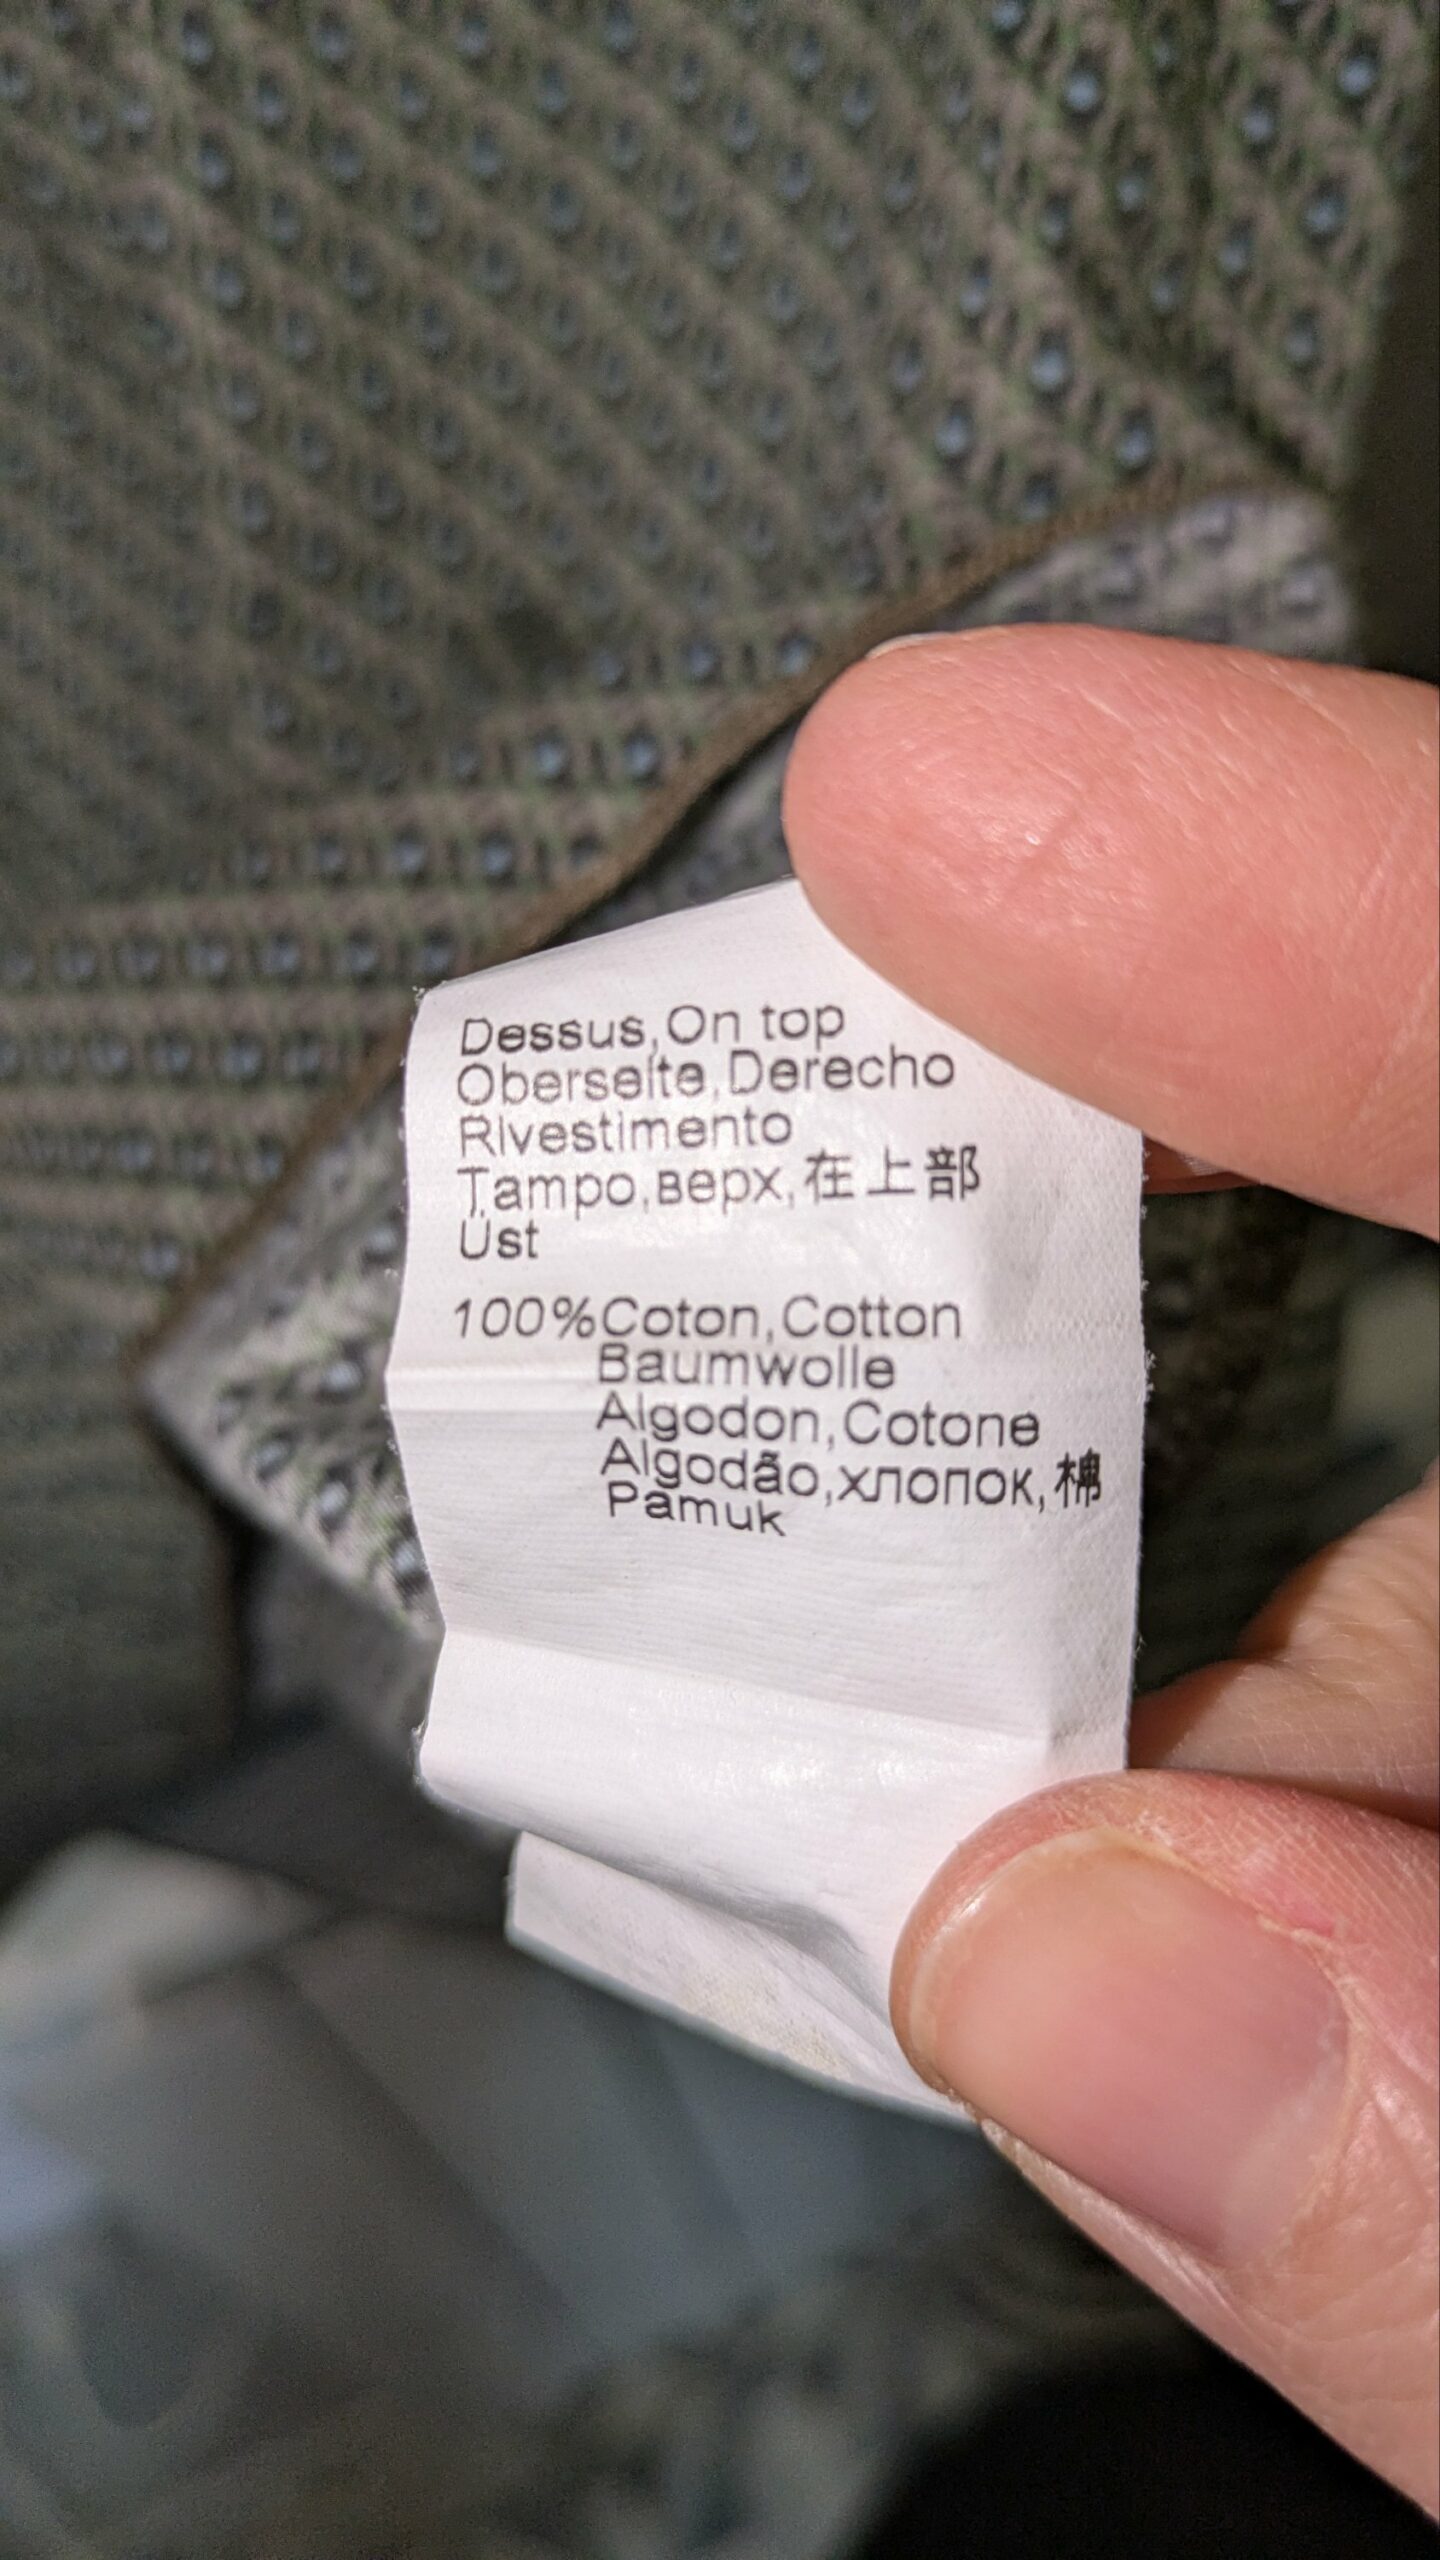 Dessus,On top
Oberseite,Derecho
Rivestimento
Tampo,верх,在上部
Üst
100%Coton,Cotton
Baumwolle
Algodon,Cotone
Algodão,хлопок,棉
Pamuk